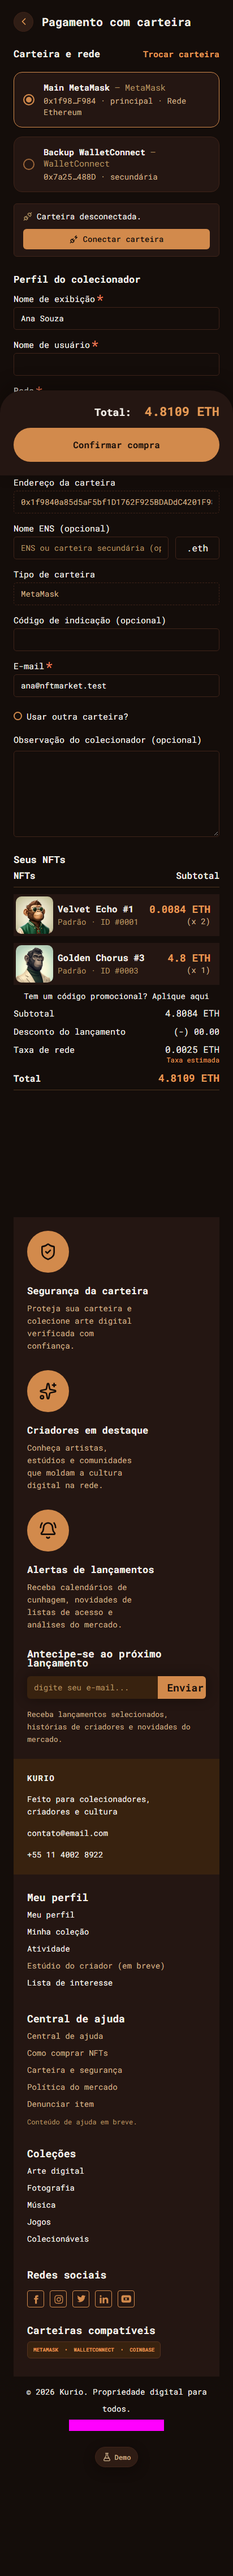 Pagamento com carteira
Carteira e rede
Trocar carteira
Main MetaMask — MetaMask
0x1f98…F984 · principal · Rede
Ethereum
Backup WalletConnect —
WalletConnect
0x7a25…488D · secundária
Carteira desconectada.
Conectar carteira
Perfil do colecionador
Nome de exibição*
Ana Souza
Nome de usuário*
Total: 4.8109 ETH
Confirmar compra
Endereço da carteira
Nome ENS (opcional)
ENS ou carteira secundária (op
.eth
Tipo de carteira
MetaMask
Código de indicação (opcional)
E-mail*
ana@nftmarket.test
Usar outra carteira?
Observação do colecionador (opcional)
Seus NFTs
NFTs
Subtotal
Velvet Echo #1
0.0084 ETH
Padrão · ID #0001
(x 2)
Golden Chorus #3
4.8 ETH
Padrão · ID #0003
(x 1)
Tem um código promocional? Aplique aqui
Subtotal
4.8084 ETH
Desconto do lançamento
(-) 00.00
Taxa de rede
0.0025 ETH
Taxa estimada
Total
4.8109 ETH
Segurança da carteira
Proteja sua carteira e
colecione arte digital
verificada com
confiança.
Criadores em destaque
Conheça artistas,
estúdios e comunidades
que moldam a cultura
digital na rede.
Alertas de lançamentos
Receba calendários de
cunhagem, novidades de
listas de acesso e
análises do mercado.
Antecipe-se ao próximo
lançamento
digite seu e-mail...
Enviar
Receba lançamentos selecionados,
histórias de criadores e novidades do
mercado.
KURIO
Feito para colecionadores,
criadores e cultura
contato@email.com
+55 11 4002 8922
Meu perfil
Meu perfil
Minha coleção
Atividade
Estúdio do criador (em breve)
Lista de interesse
Central de ajuda
Central de ajuda
Como comprar NFTs
Carteira e segurança
Política do mercado
Denunciar item
Conteúdo de ajuda em breve.
Coleções
Arte digital
Fotografia
Música
Jogos
Colecionáveis
Redes sociais
Carteiras compatíveis
METAMASK • WALLETCONNECT • COINBASE
© 2026 Kurio. Propriedade digital para
todos.
Demo